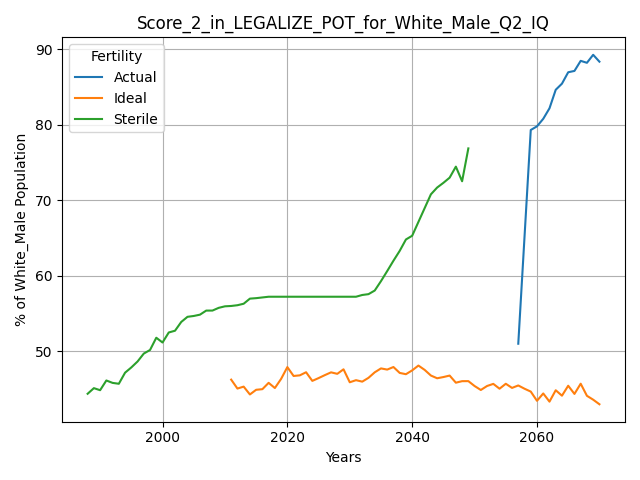 Score_2_in_LEGALIZE_POT_for_White_Male_Q2_IQ
Fertility
Actual
Ideal
Sterile
% of White_Male Population
90
80
70
60
50
2000
2020
2040
2060
Years